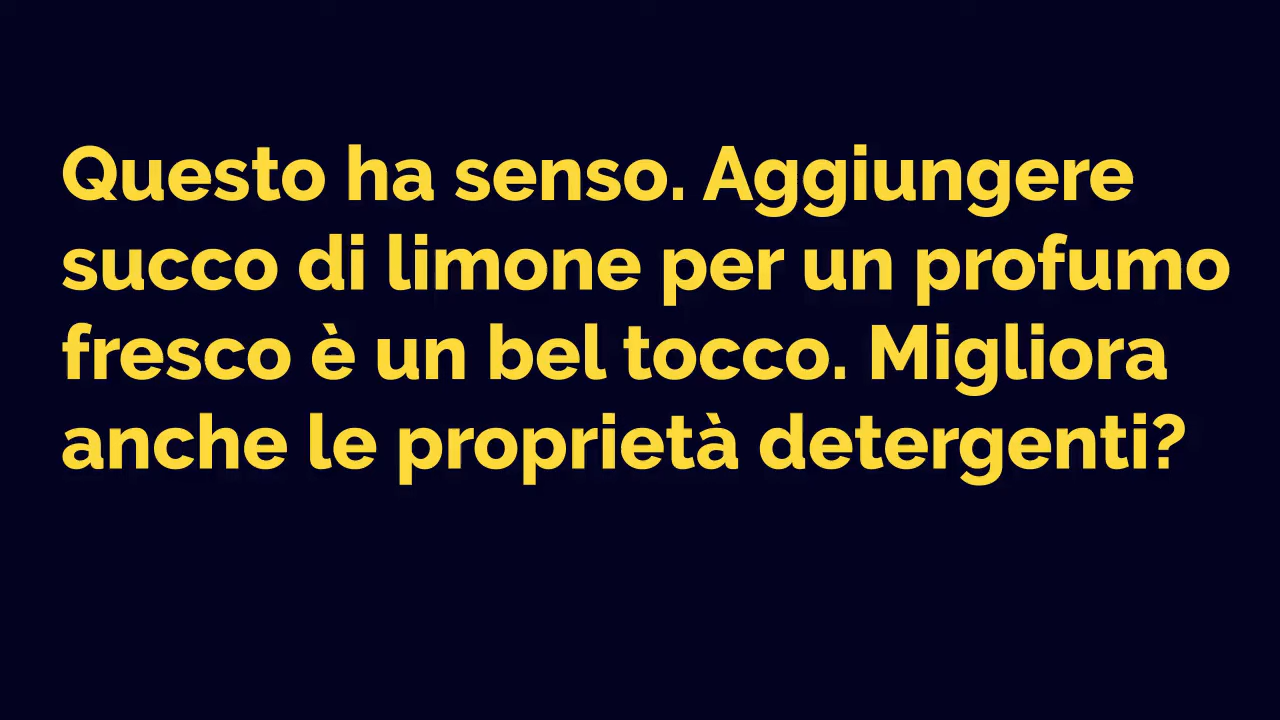 Questo ha senso. Aggiungere
succo di limone per un profumo
fresco è un bel tocco. Migliora
anche le proprietà detergenti?